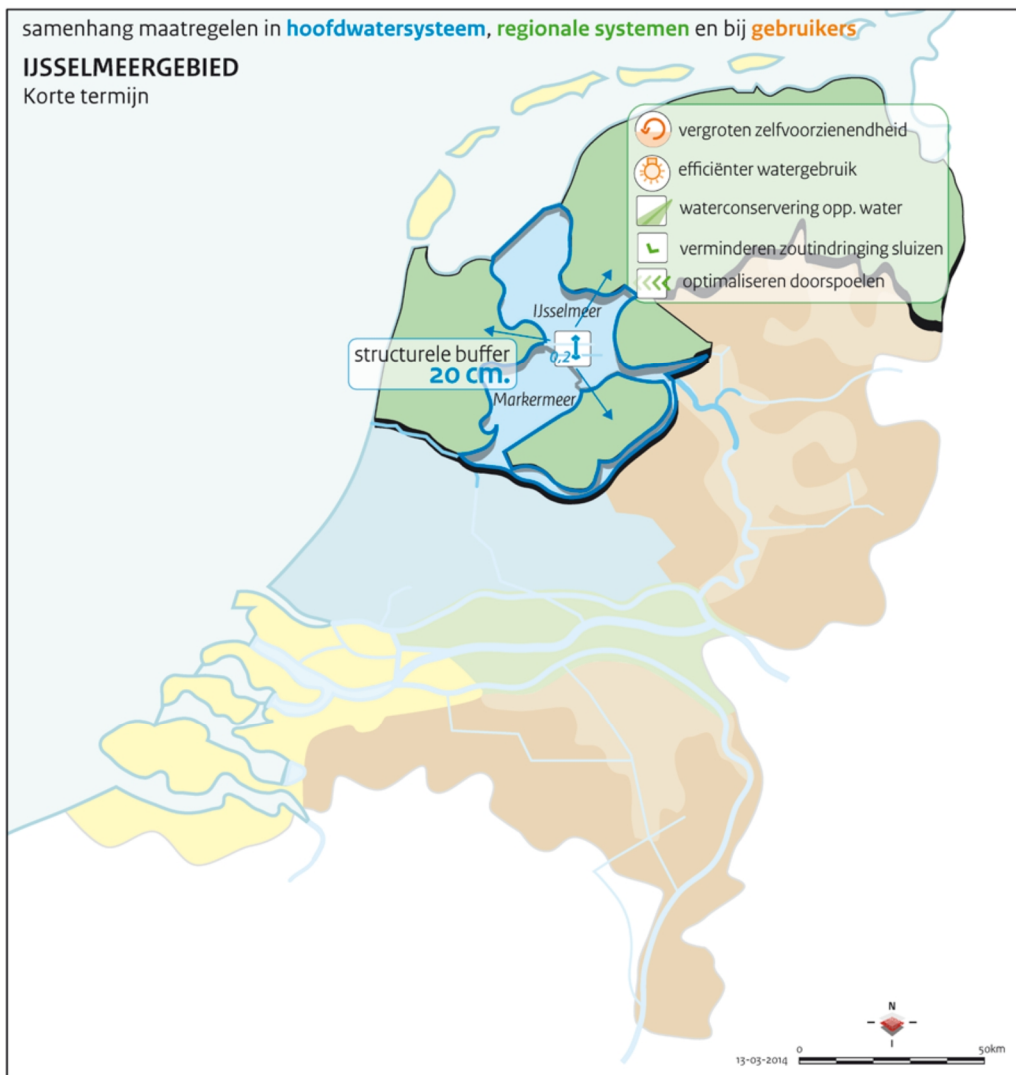 samenhang maatregelen in hoofdwatersysteem, regionale systemen en bij gebruikers
IJSSELMEERGEBIED
Korte termijn
vergroten zelfvoorzienendheid
efficiënter watergebruik
waterconservering opp. water
verminderen zoutindringing sluizen
optimaliseren doorspoelen
IJsselmeer
0,2
structurele buffer
20 cm.
Markermeer
N
13-03-2014
0
50km